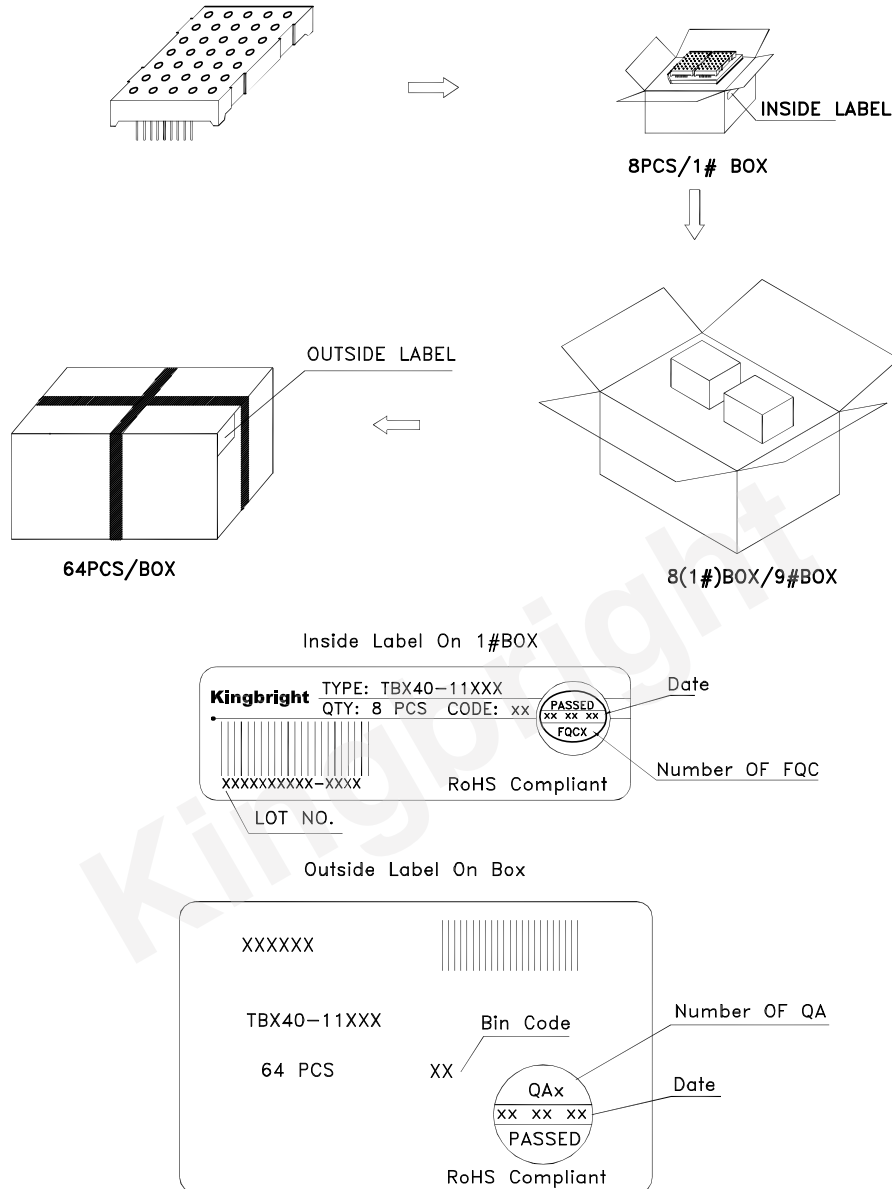 INSIDE LABEL
8PCS/1# BOX
OUTSIDE LABEL
64PCS/BOX
8(1#)BOX/9#BOX
Inside Label On 1#BOX
Kingbright
TYPE: TBX40-11XXX
QTY: 8 PCS CODE: xx
PASSED
xx xx xx
FQCX
Date
Number OF FQC
XXXXXXXXXX-XXXX
RoHS Compliant
LOT NO.
Outside Label On Box
XXXXXX
TBX40-11XXX
Bin Code
Number OF QA
64 PCS
XX
QAx
xx xx xx
Date
PASSED
RoHS Compliant
Kingbright